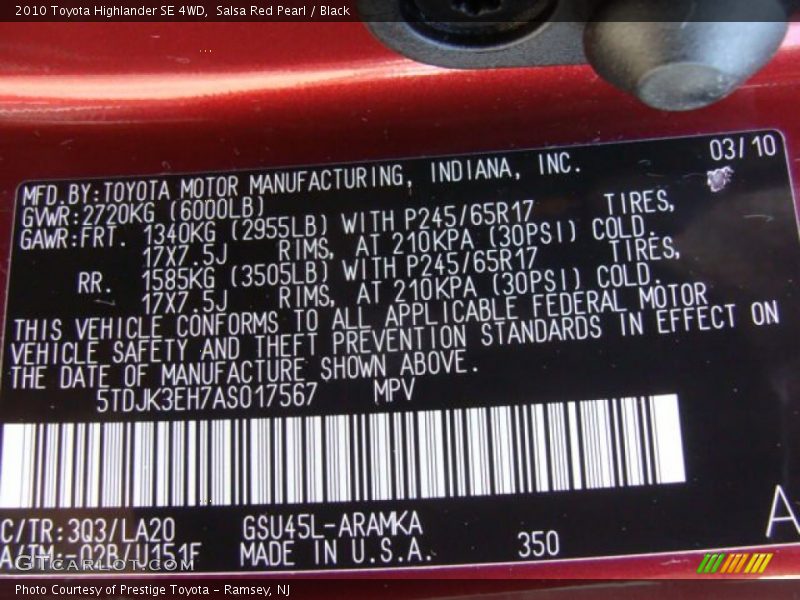 2010 Toyota Highlander SE 4WD,  Salsa Red Pearl / Black
03/10
MFD.BY:TOYOTA MOTOR MANUFACTURING, INDIANA, INC.
GVWR:2720KG (6000LB)
GAWR:FRT. 1340KG (2955LB) WITH P245/65R17 TIRES,
17X7.5J RIMS, AT 210KPA (30PSI) COLD.
RR. 1585KG (3505LB) WITH P245/65R17 TIRES,
17X7.5J RIMS, AT 210KPA (30PSI) COLD.
THIS VEHICLE CONFORMS TO ALL APPLICABLE FEDERAL MOTOR
VEHICLE SAFETY AND THEFT PREVENTION STANDARDS IN EFFECT ON
THE DATE OF MANUFACTURE SHOWN ABOVE.
5TDJK3EH7AS017567 MPV
C/TR:3Q3/LA20 GSU45L-ARAMKA
A/TM:-02B/U151F MADE IN U.S.A. 350
A
GTCARLOT.COM
Photo Courtesy of Prestige Toyota - Ramsey, NJ